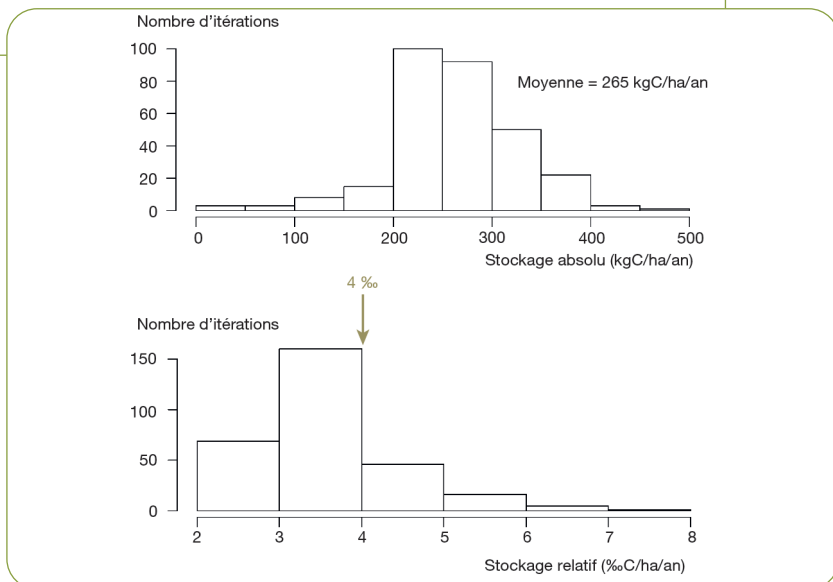 Nombre d'itérations
100
80
60
40
20
0
Moyenne = 265 kgC/ha/an
0 100 200 300 400 500
Stockage absolu (kgC/ha/an)
4 ‰
Nombre d'itérations
150
100
50
0
2 3 4 5 6 7 8
Stockage relatif (‰C/ha/an)